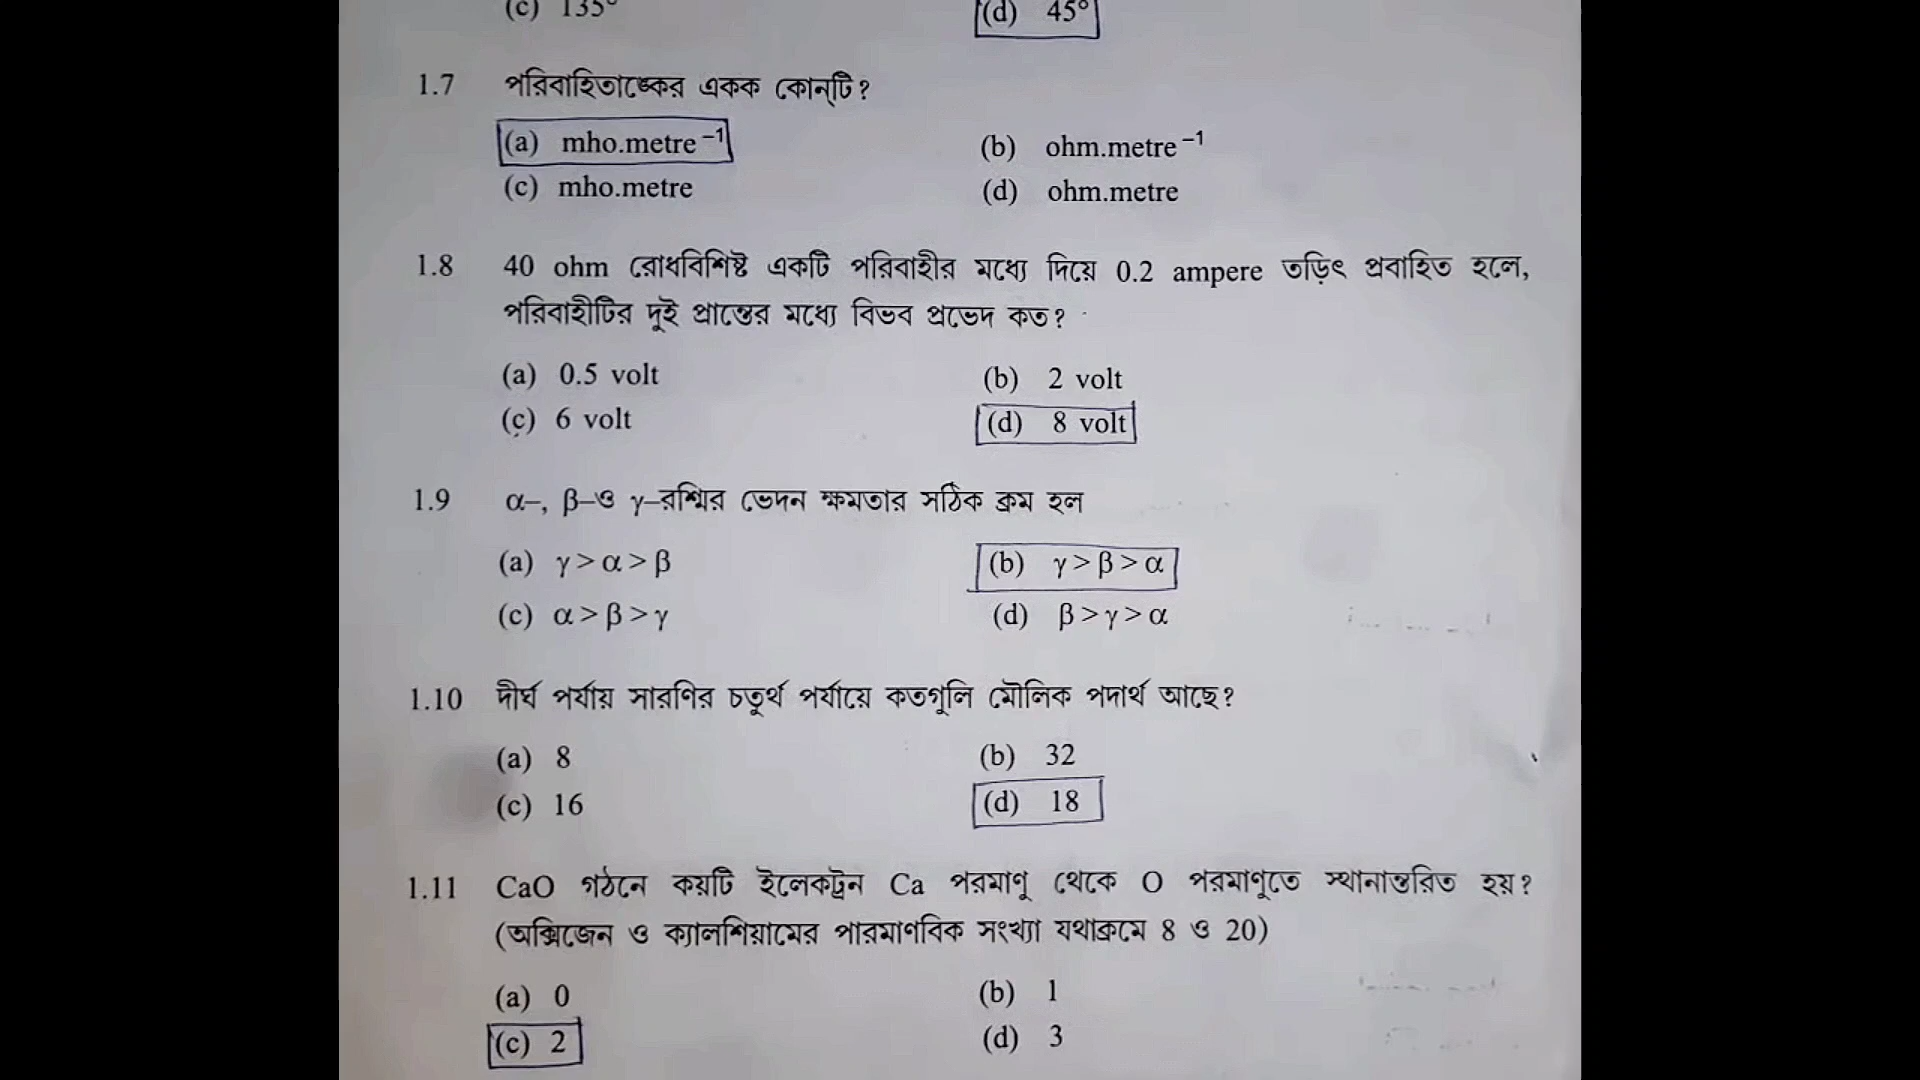 (c) 135°
(d) 45°
1.7 পরিবাহিতাঙ্কের একক কোন্‌টি?
(a) mho.metre⁻¹
(b) ohm.metre⁻¹
(c) mho.metre
(d) ohm.metre
1.8 40 ohm রোধবিশিষ্ট একটি পরিবাহীর মধ্যে দিয়ে 0.2 ampere তড়িৎ প্রবাহিত হলে,
পরিবাহীটির দুই প্রান্তের মধ্যে বিভব প্রভেদ কত?
(a) 0.5 volt
(b) 2 volt
(c) 6 volt
(d) 8 volt
1.9 α–, β–ও γ–রশ্মির ভেদন ক্ষমতার সঠিক ক্রম হল
(a) γ > α > β
(b) γ > β > α
(c) α > β > γ
(d) β > γ > α
1.10 দীর্ঘ পর্যায় সারণির চতুর্থ পর্যায়ে কতগুলি মৌলিক পদার্থ আছে?
(a) 8
(b) 32
(c) 16
(d) 18
1.11 CaO গঠনে কয়টি ইলেকট্রন Ca পরমাণু থেকে O পরমাণুতে স্থানান্তরিত হয়?
(অক্সিজেন ও ক্যালশিয়ামের পারমাণবিক সংখ্যা যথাক্রমে 8 ও 20)
(a) 0
(b) 1
(c) 2
(d) 3